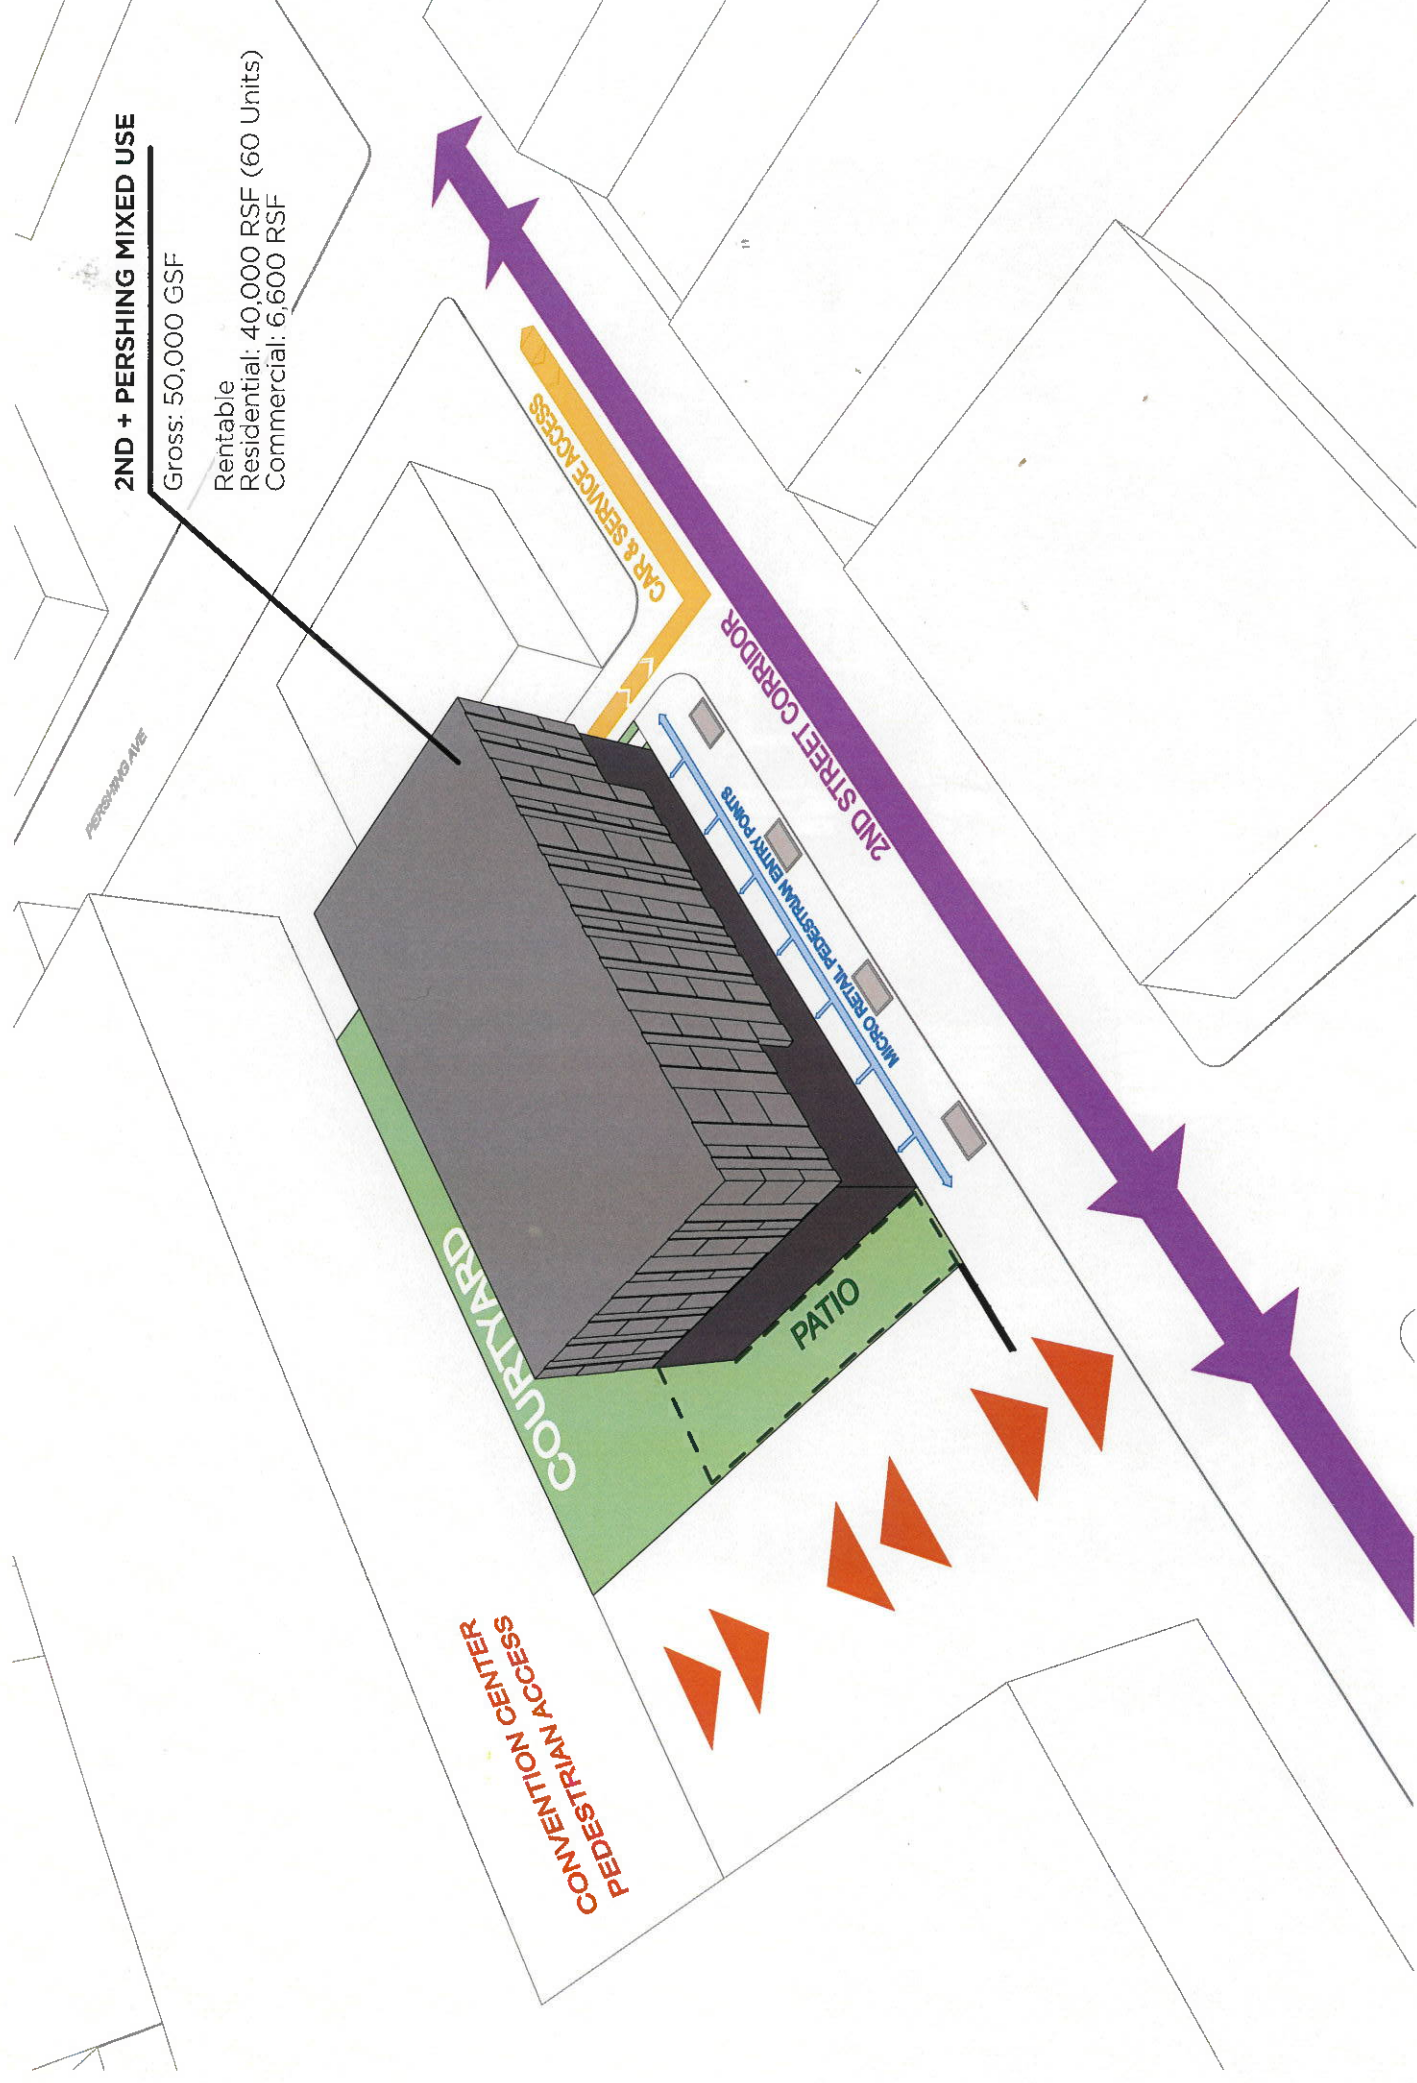 2ND + PERSHING MIXED USE
Gross: 50,000 GSF
Rentable
Residential: 40,000 RSF (60 Units)
Commercial: 6,600 RSF
PERSHING AVE
CAR & SERVICE ACCESS
2ND STREET CORRIDOR
MICRO RETAIL PEDESTRIAN ENTRY POINTS
COURTYARD
PATIO
CONVENTION CENTER
PEDESTRIAN ACCESS